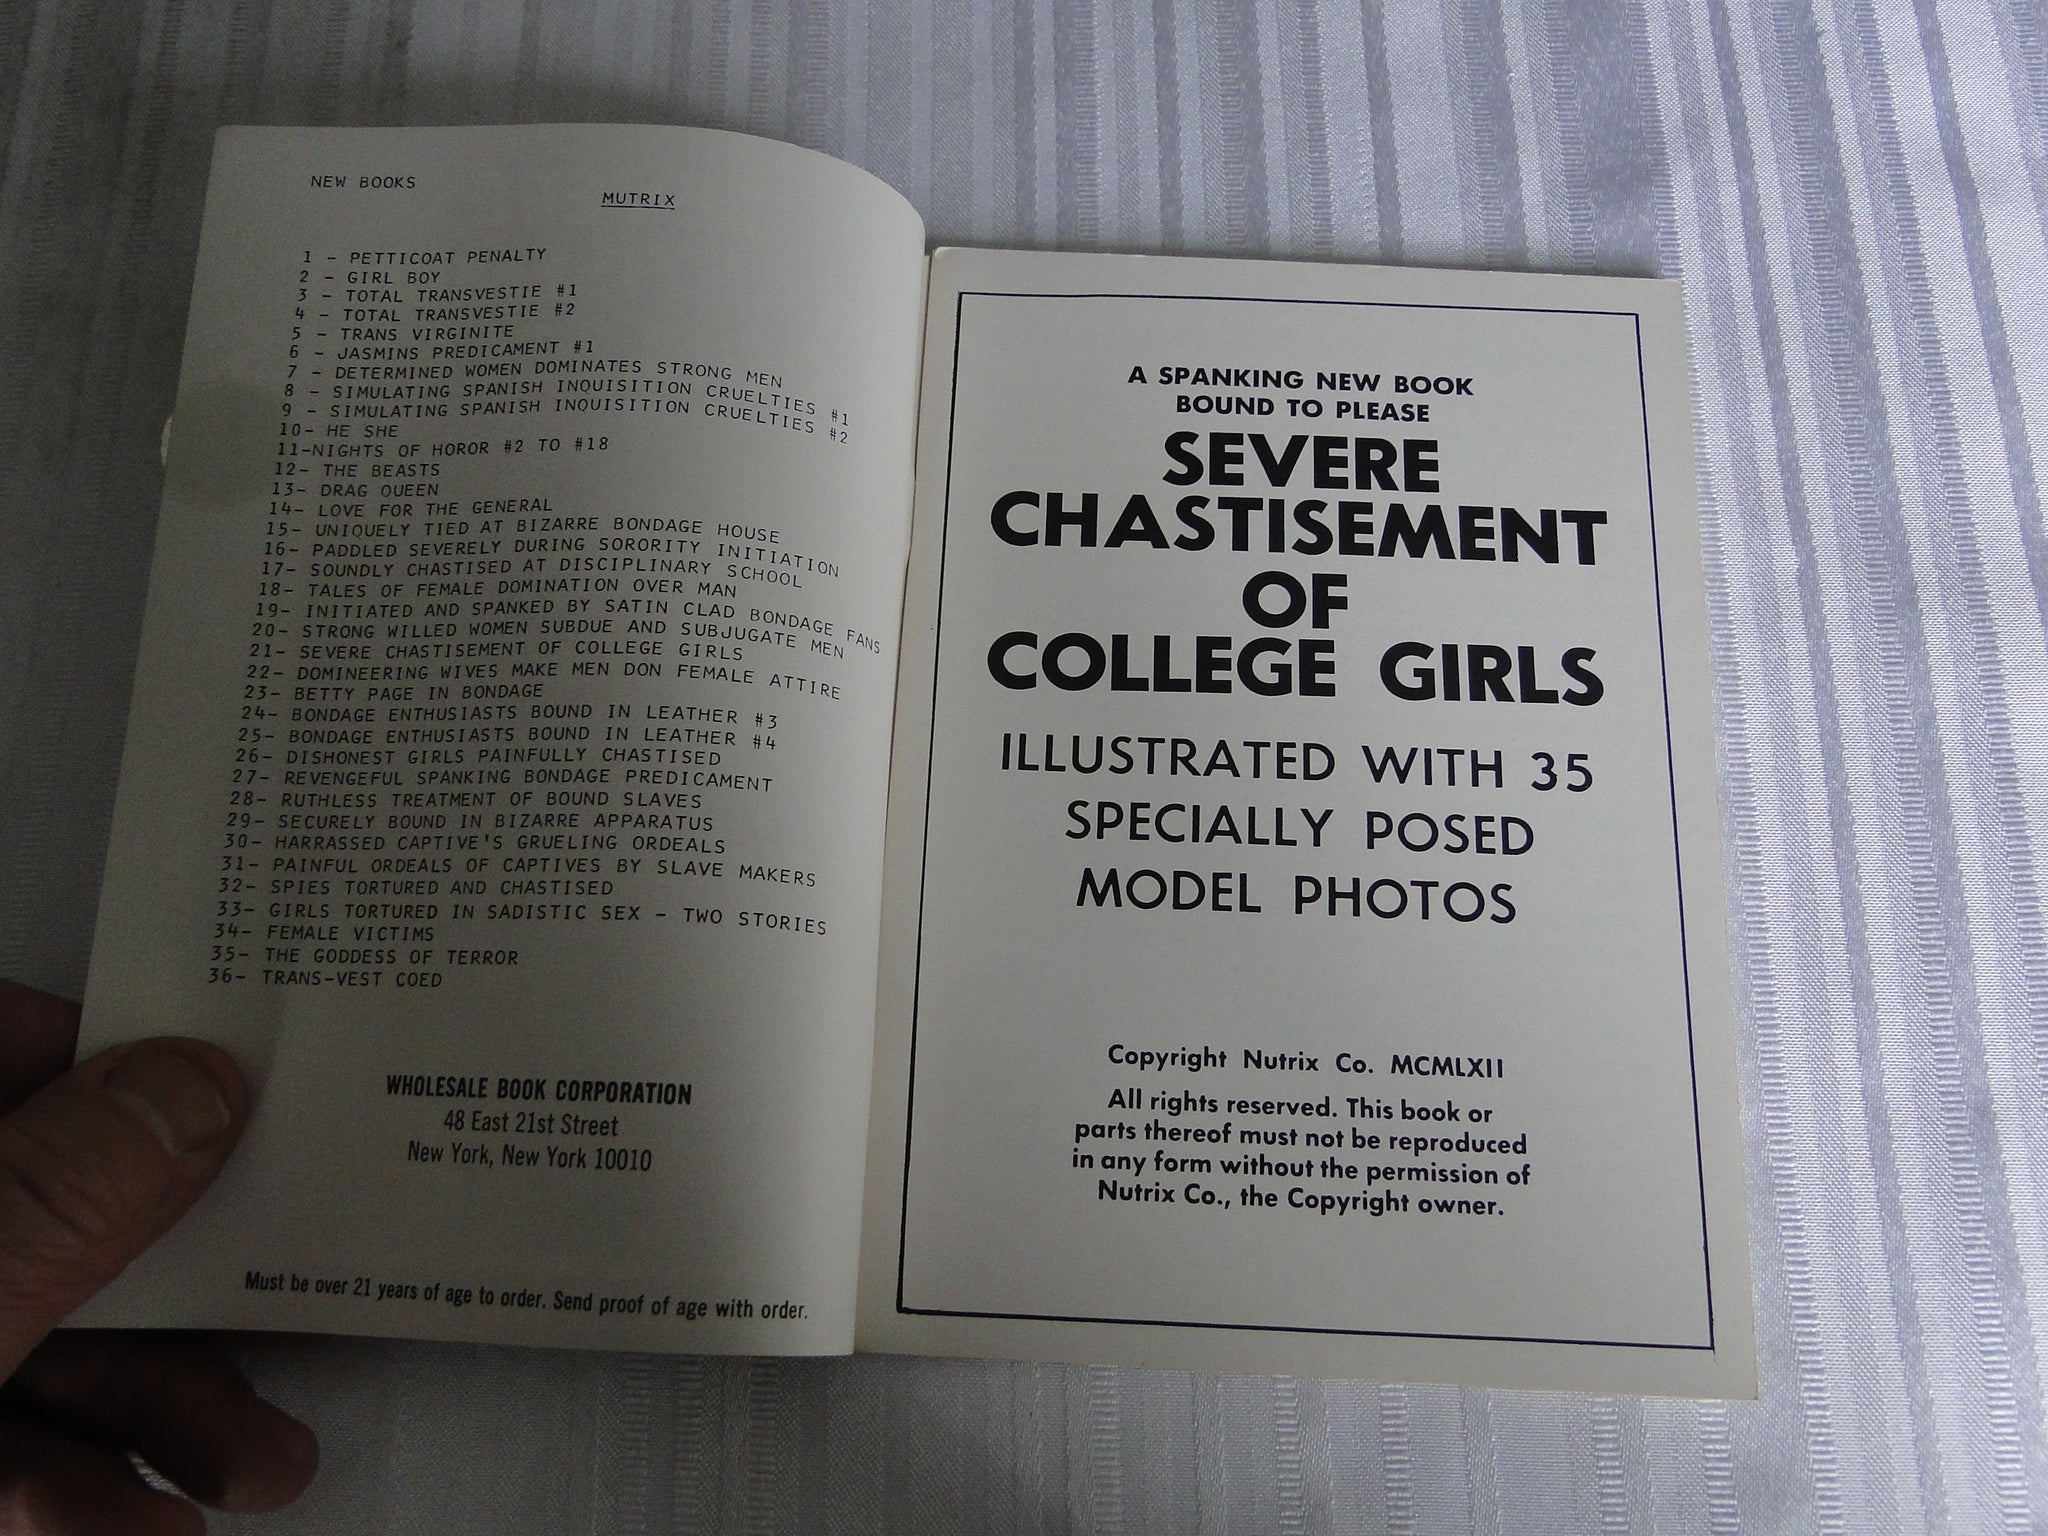 NEW BOOKS
MUTRIX
1 - PETTICOAT PENALTY
2 - GIRL BOY
3 - TOTAL TRANSVESTIE #1
4 - TOTAL TRANSVESTIE #2
5 - TRANS VIRGINITE
6 - JASMINS PREDICAMENT #1
7 - DETERMINED WOMEN DOMINATES STRONG MEN
8 - SIMULATING SPANISH INQUISITION CRUELTIES #1
9 - SIMULATING SPANISH INQUISITION CRUELTIES #2
10- HE SHE
11-NIGHTS OF HOROR #2 TO #18
12- THE BEASTS
13- DRAG QUEEN
14- LOVE FOR THE GENERAL
15- UNIQUELY TIED AT BIZARRE BONDAGE HOUSE
16- PADDLED SEVERELY DURING SORORITY INITIATION
17- SOUNDLY CHASTISED AT DISCIPLINARY SCHOOL
18- TALES OF FEMALE DOMINATION OVER MAN
19- INITIATED AND SPANKED BY SATIN CLAD BONDAGE FANS
20- STRONG WILLED WOMEN SUBDUE AND SUBJUGATE MEN
21- SEVERE CHASTISEMENT OF COLLEGE GIRLS
22- DOMINEERING WIVES MAKE MEN DON FEMALE ATTIRE
23- BETTY PAGE IN BONDAGE
24- BONDAGE ENTHUSIASTS BOUND IN LEATHER #3
25- BONDAGE ENTHUSIASTS BOUND IN LEATHER #4
26- DISHONEST GIRLS PAINFULLY CHASTISED
27- REVENGEFUL SPANKING BONDAGE PREDICAMENT
28- RUTHLESS TREATMENT OF BOUND SLAVES
29- SECURELY BOUND IN BIZARRE APPARATUS
30- HARRASSED CAPTIVE'S GRUELING ORDEALS
31- PAINFUL ORDEALS OF CAPTIVES BY SLAVE MAKERS
32- SPIES TORTURED AND CHASTISED
33- GIRLS TORTURED IN SADISTIC SEX - TWO STORIES
34- FEMALE VICTIMS
35- THE GODDESS OF TERROR
36- TRANS-VEST COED
WHOLESALE BOOK CORPORATION
48 East 21st Street
New York, New York 10010
Must be over 21 years of age to order. Send proof of age with order.
A SPANKING NEW BOOK
BOUND TO PLEASE
SEVERE
CHASTISEMENT
OF
COLLEGE GIRLS
ILLUSTRATED WITH 35
SPECIALLY POSED
MODEL PHOTOS
Copyright Nutrix Co. MCMLXII
All rights reserved. This book or
parts thereof must not be reproduced
in any form without the permission of
Nutrix Co., the Copyright owner.